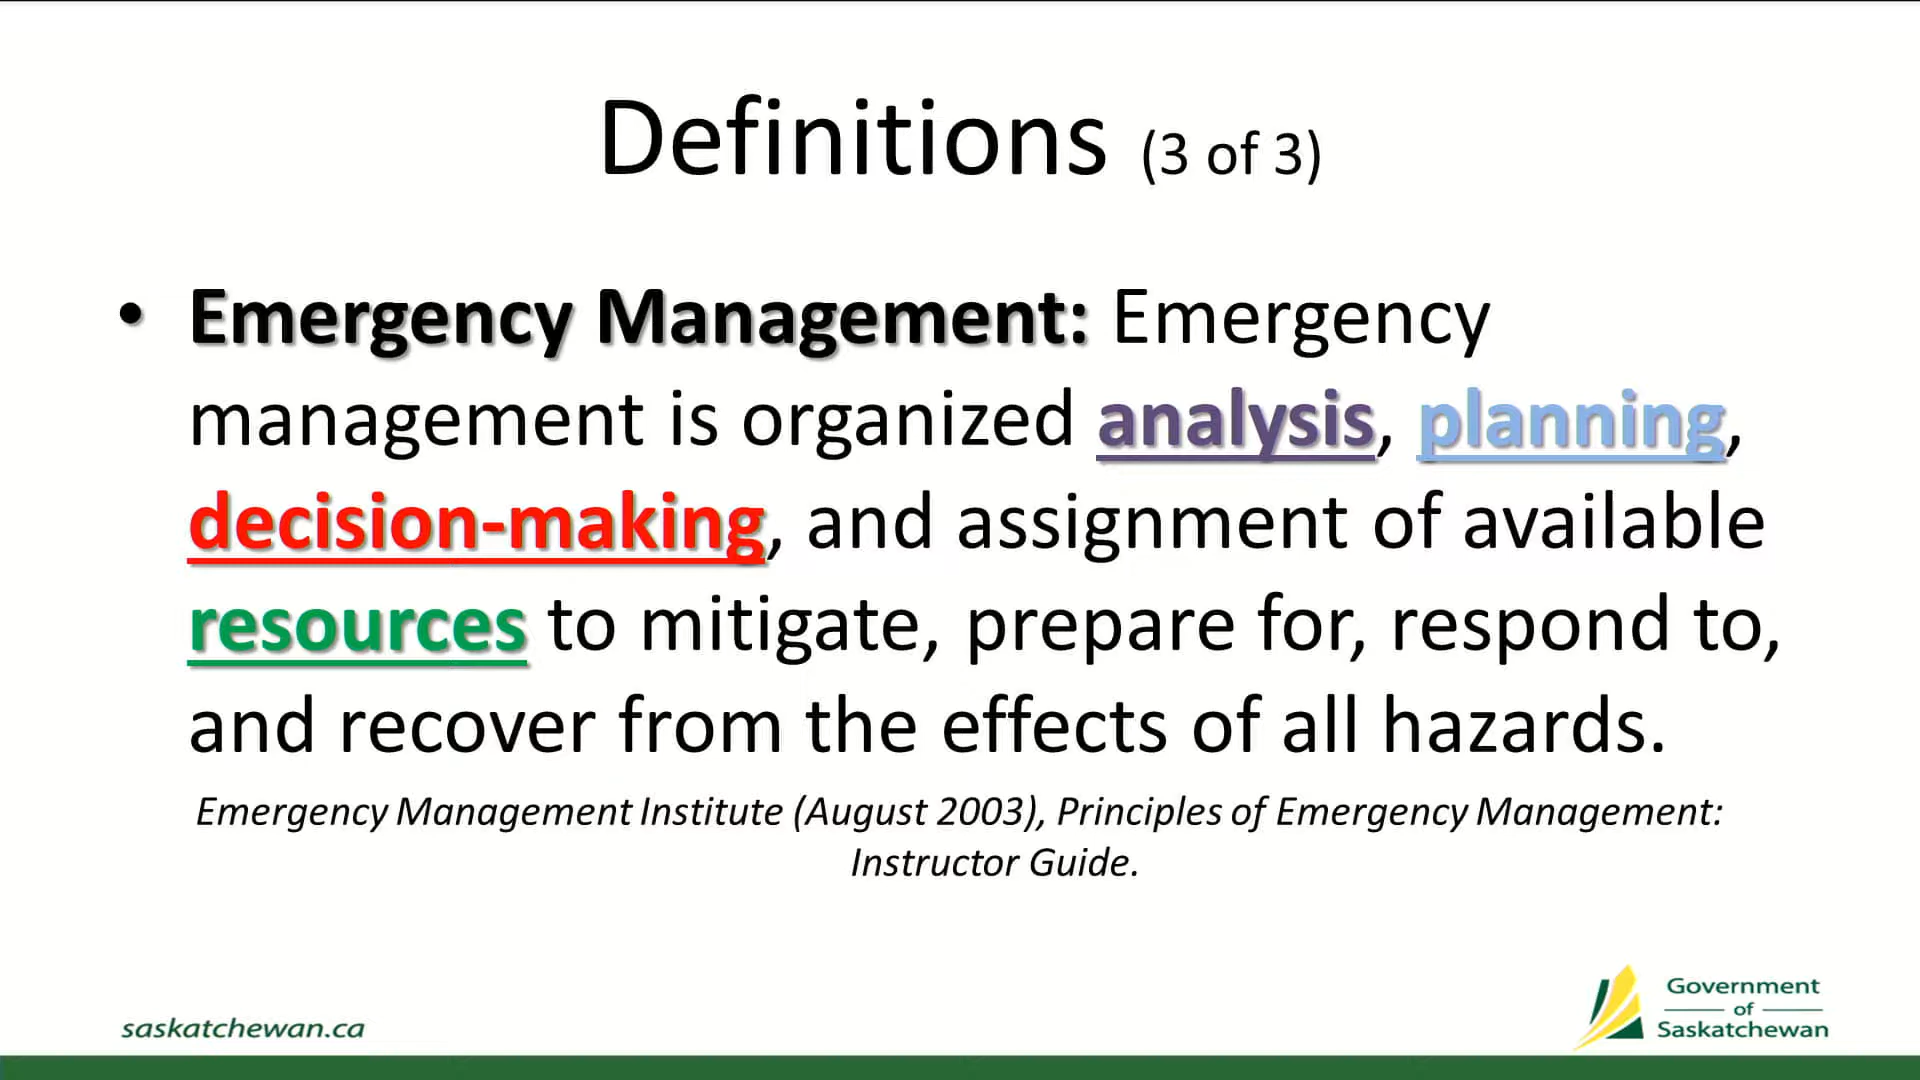 Definitions (3 of 3)
• Emergency Management: Emergency
management is organized analysis, planning,
decision-making, and assignment of available
resources to mitigate, prepare for, respond to,
and recover from the effects of all hazards.
Emergency Management Institute (August 2003), Principles of Emergency Management:
Instructor Guide.
saskatchewan.ca
Government
of
Saskatchewan